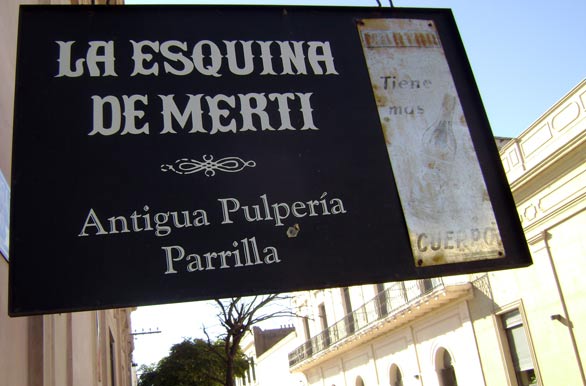 LA ESQUINA
DE MERTI
Antigua Pulpería
Parrilla
Tiene
mas
CUERPO